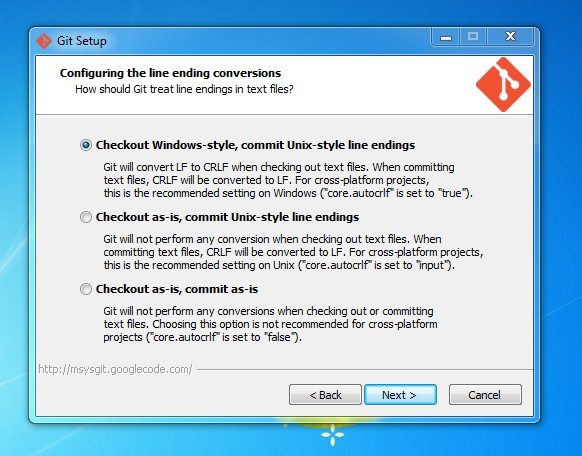 Git Setup
Configuring the line ending conversions
How should Git treat line endings in text files?
Checkout Windows-style, commit Unix-style line endings
Git will convert LF to CRLF when checking out text files. When committing
text files, CRLF will be converted to LF. For cross-platform projects,
this is the recommended setting on Windows ("core.autocrlf" is set to "true").
Checkout as-is, commit Unix-style line endings
Git will not perform any conversion when checking out text files. When
committing text files, CRLF will be converted to LF. For cross-platform projects,
this is the recommended setting on Unix ("core.autocrlf" is set to "input").
Checkout as-is, commit as-is
Git will not perform any conversions when checking out or committing
text files. Choosing this option is not recommended for cross-platform
projects ("core.autocrlf" is set to "false").
http://msysgit.googlecode.com/
< Back
Next >
Cancel